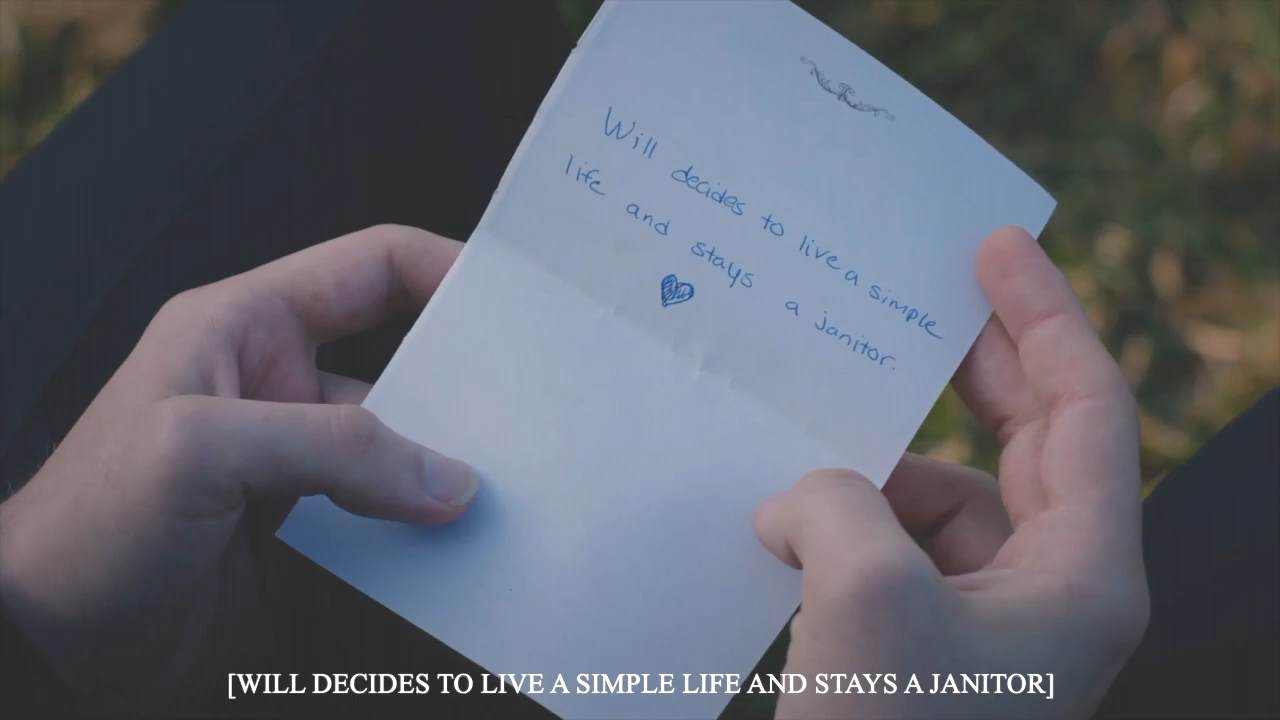 Will decides to live a simple
life and stays a janitor.
[WILL DECIDES TO LIVE A SIMPLE LIFE AND STAYS A JANITOR]